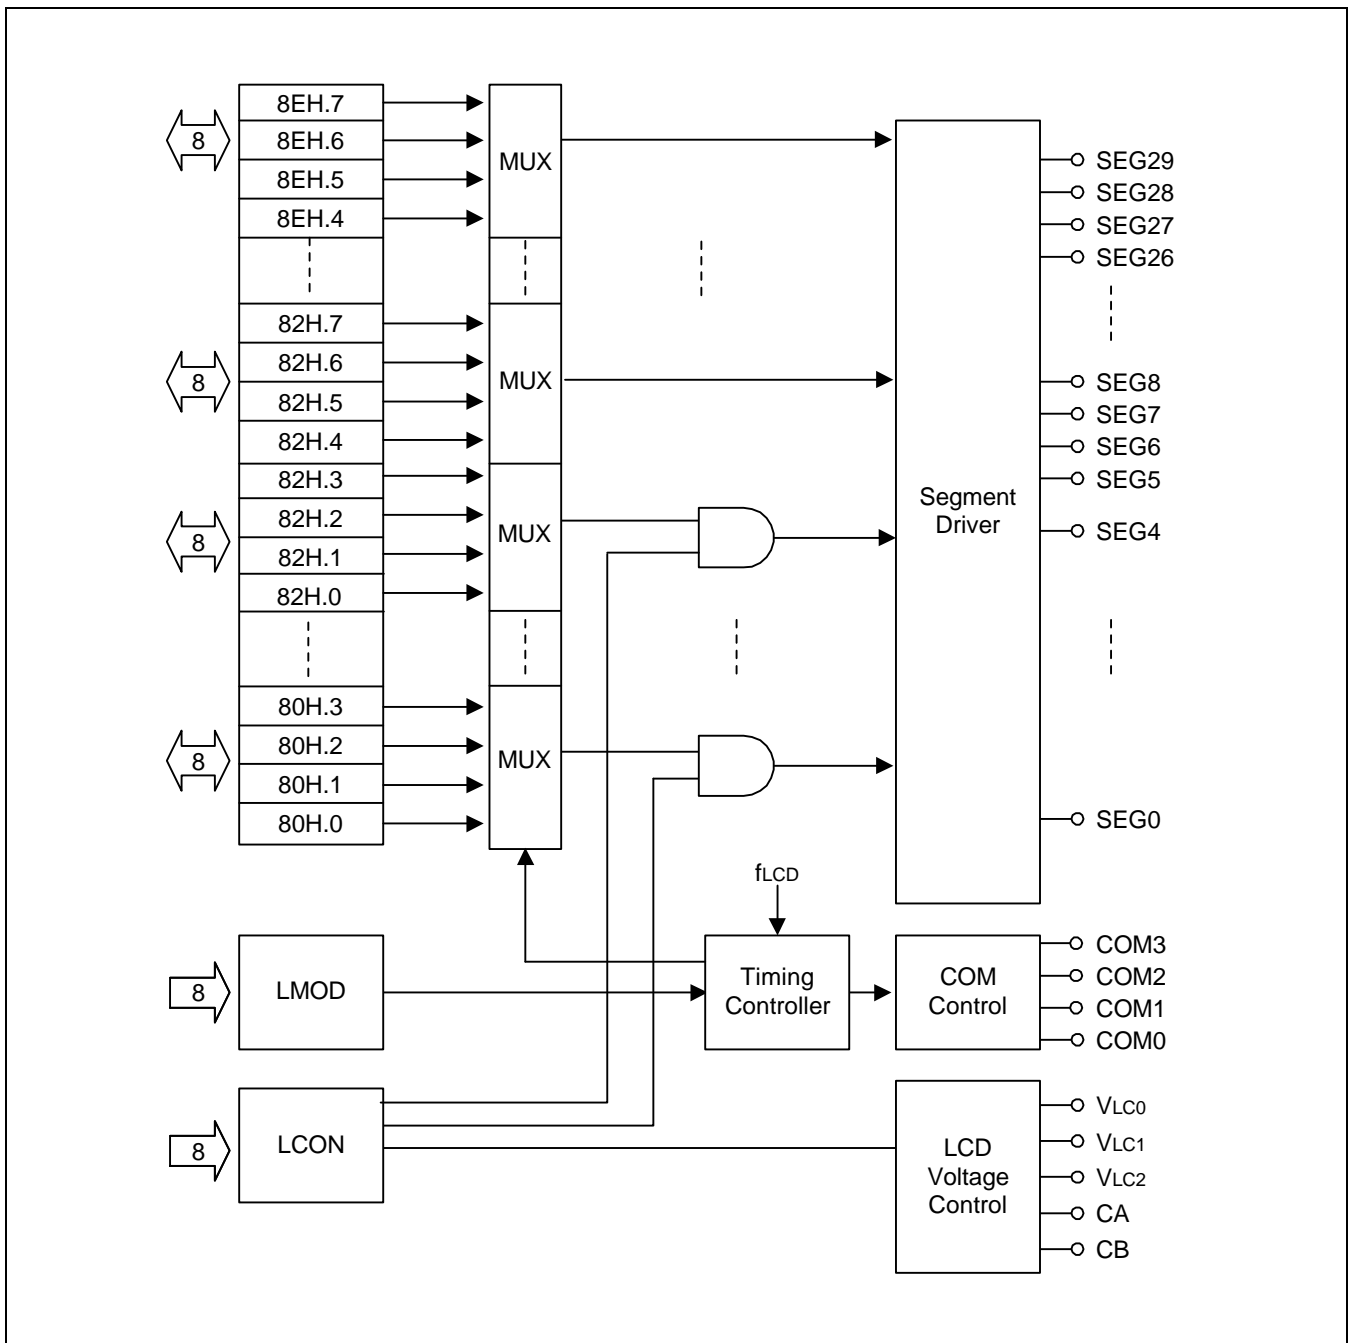 8EH.7
8EH.6
8EH.5
8EH.4
8
82H.7
82H.6
82H.5
82H.4
8
82H.3
82H.2
82H.1
82H.0
8
80H.3
80H.2
80H.1
80H.0
8
MUX
MUX
MUX
MUX
Segment
Driver
SEG29
SEG28
SEG27
SEG26
SEG8
SEG7
SEG6
SEG5
SEG4
SEG0
fLCD
8
LMOD
Timing
Controller
COM
Control
COM3
COM2
COM1
COM0
8
LCON
LCD
Voltage
Control
VLC0
VLC1
VLC2
CA
CB